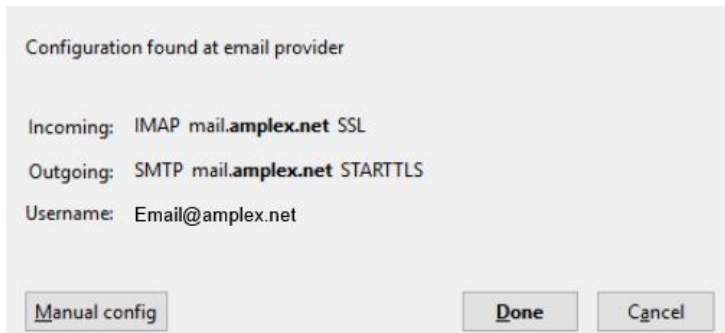 Configuration found at email provider
Incoming: IMAP mail.amplex.net SSL
Outgoing: SMTP mail.amplex.net STARTTLS
Username: Email@amplex.net
Manual config Done Cancel